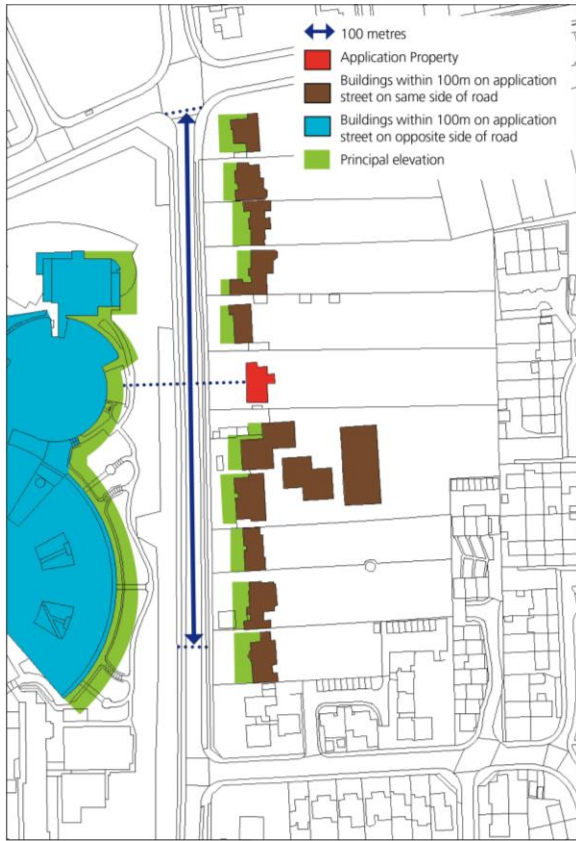 100 metres
Application Property
Buildings within 100m on application
street on same side of road
Buildings within 100m on application
street on opposite side of road
Principal elevation